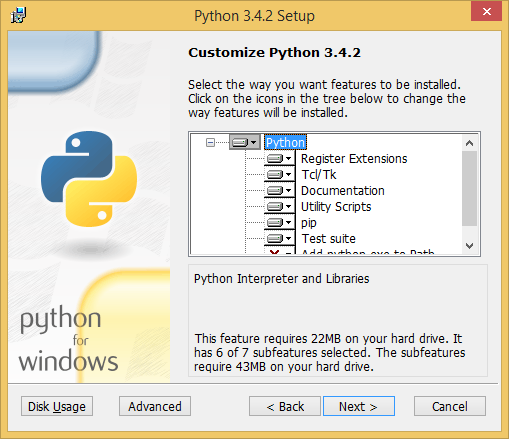 Python 3.4.2 Setup
Customize Python 3.4.2
Select the way you want features to be installed.
Click on the icons in the tree below to change the
way features will be installed.
Python
Register Extensions
Tcl/Tk
Documentation
Utility Scripts
pip
Test suite
Add python.exe to Path
Python Interpreter and Libraries
This feature requires 22MB on your hard drive. It
has 6 of 7 subfeatures selected. The subfeatures
require 43MB on your hard drive.
python
for
windows
Disk Usage
Advanced
< Back
Next >
Cancel